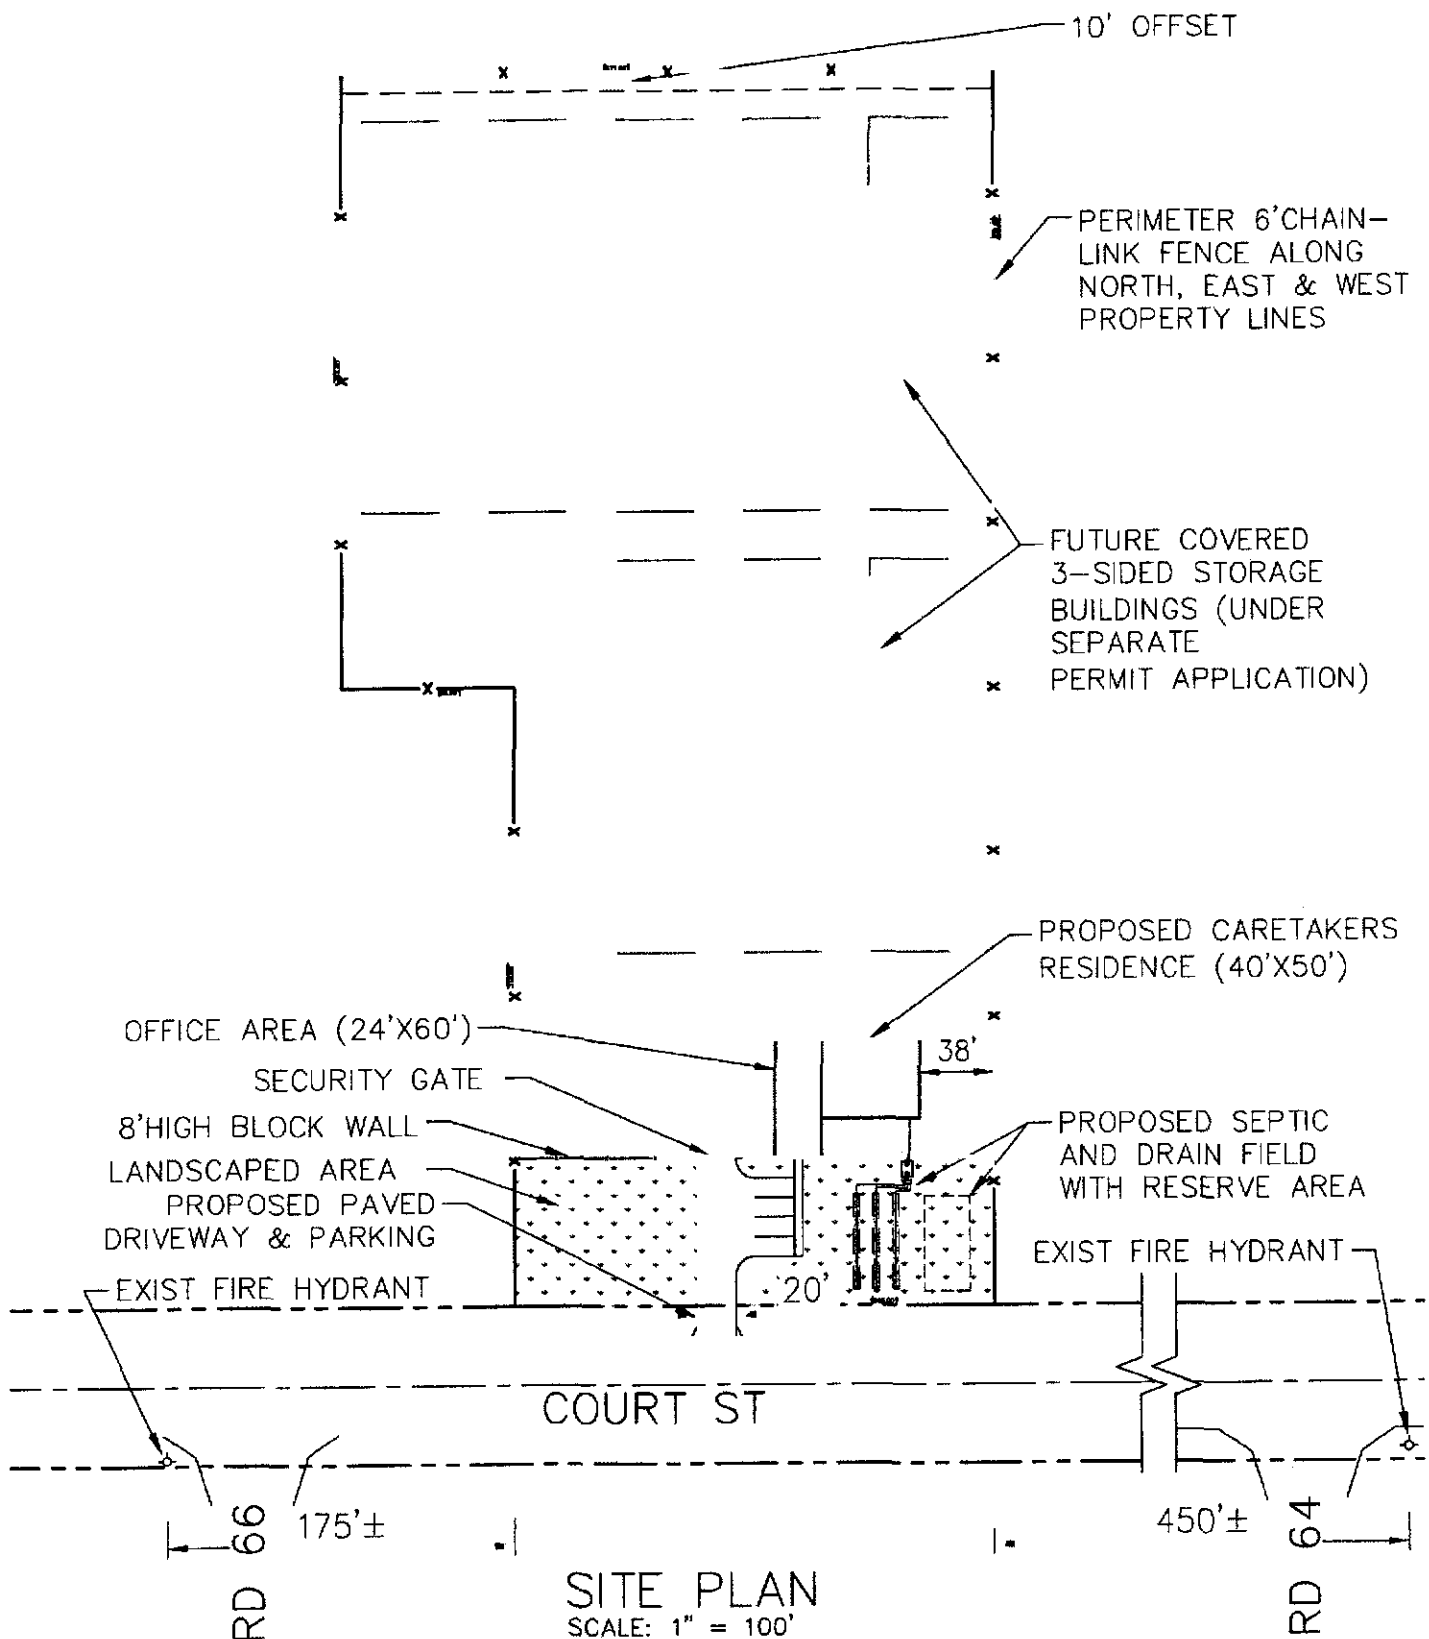 10' OFFSET
PERIMETER 6'CHAIN-
LINK FENCE ALONG
NORTH, EAST & WEST
PROPERTY LINES
FUTURE COVERED
3-SIDED STORAGE
BUILDINGS (UNDER
SEPARATE
PERMIT APPLICATION)
PROPOSED CARETAKERS
RESIDENCE (40'X50')
OFFICE AREA (24'X60')
38'
SECURITY GATE
8'HIGH BLOCK WALL
LANDSCAPED AREA
PROPOSED PAVED
DRIVEWAY & PARKING
PROPOSED SEPTIC
AND DRAIN FIELD
WITH RESERVE AREA
EXIST FIRE HYDRANT
EXIST FIRE HYDRANT
20'
COURT ST
RD 66
175'±
450'±
RD 64
SITE PLAN
SCALE: 1" = 100'